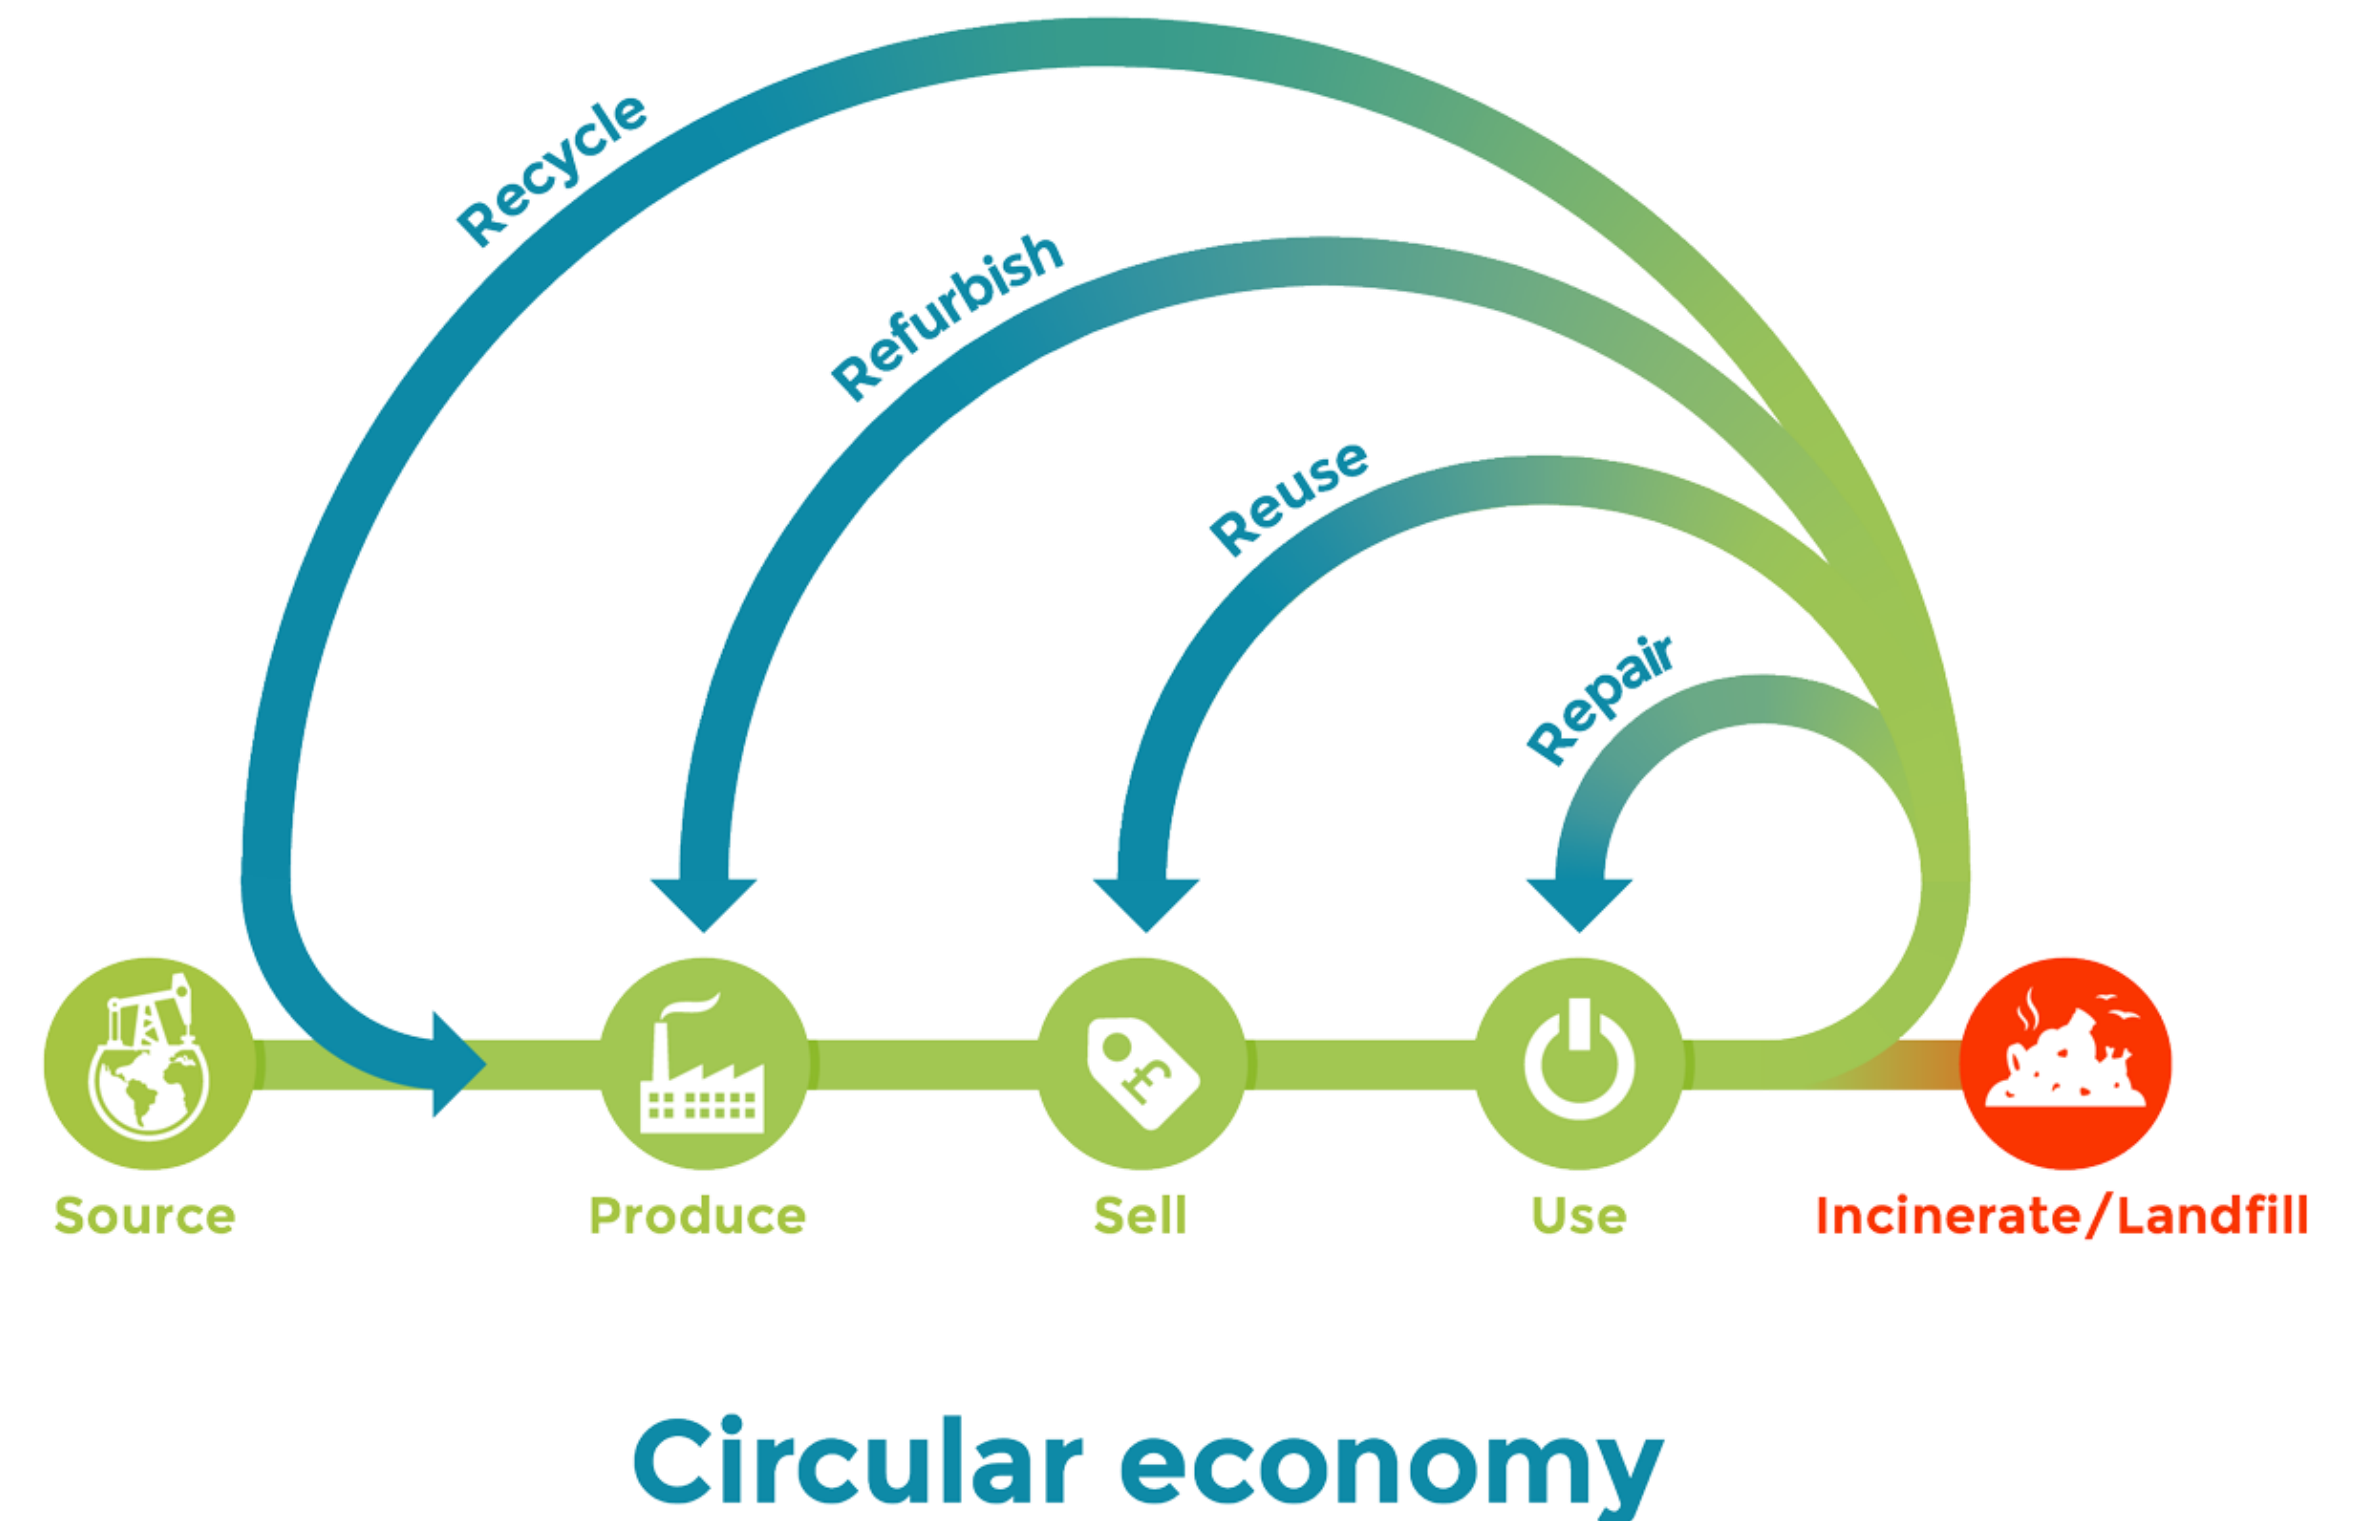 Recycle
Refurbish
Reuse
Repair
£
Source
Produce
Sell
Use
Incinerate/Landfill
Circular economy